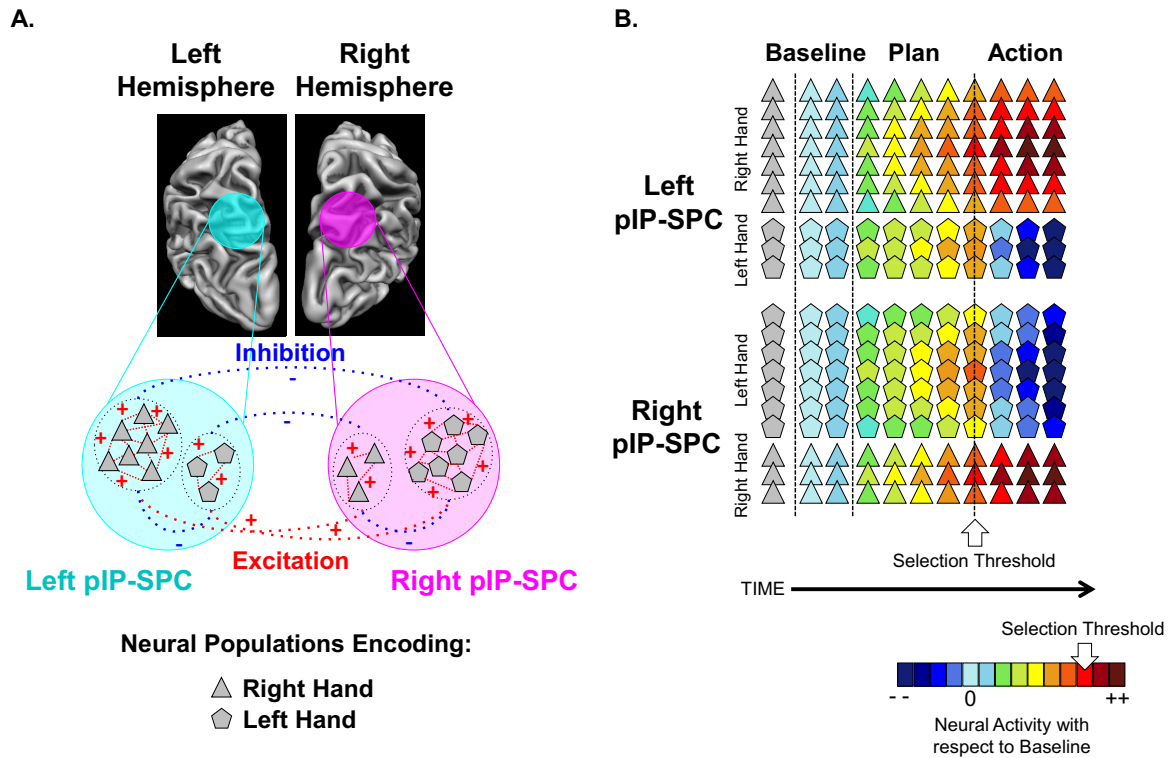 A.
Left
Hemisphere
Right
Hemisphere
Inhibition
-
-
+ + + + + + +
+ + + + + + +
+ +
- -
Excitation
Left pIP-SPC
Right pIP-SPC
Neural Populations Encoding:
Right Hand
Left Hand
B.
Baseline Plan Action
Left
pIP-SPC
Right Hand
Left Hand
Right
pIP-SPC
Left Hand
Right Hand
Selection Threshold
TIME
Selection Threshold
- - 0 ++
Neural Activity with
respect to Baseline